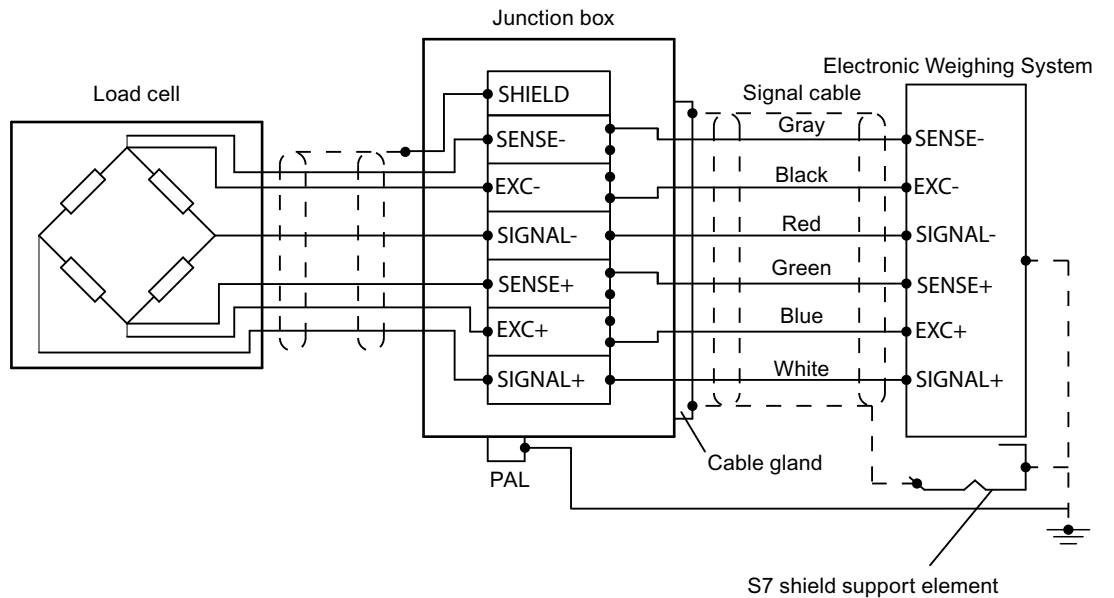 Junction box
Load cell
Electronic Weighing System
SHIELD
SENSE-
EXC-
SIGNAL-
SENSE+
EXC+
SIGNAL+
Signal cable
Gray
Black
Red
Green
Blue
White
SENSE-
EXC-
SIGNAL-
SENSE+
EXC+
SIGNAL+
Cable gland
PAL
S7 shield support element